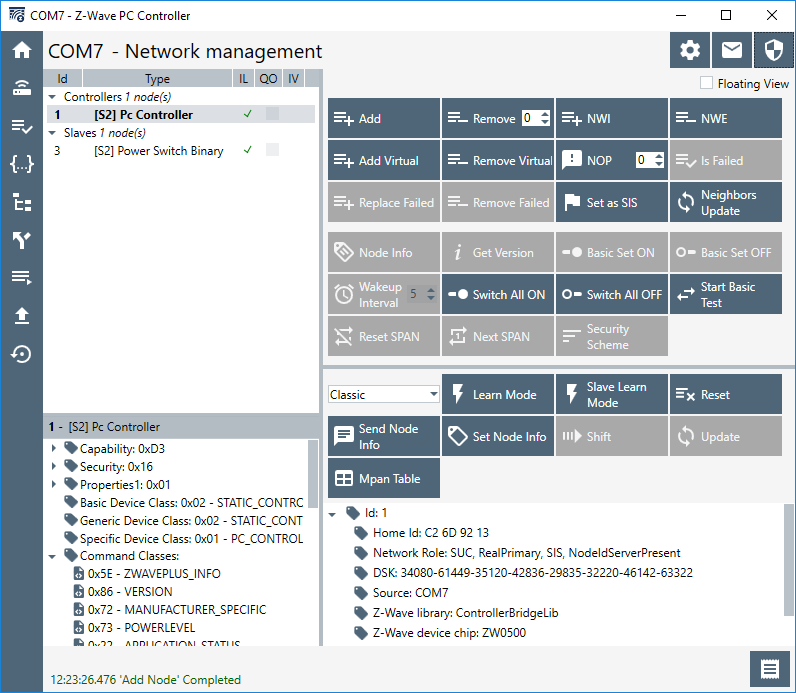 COM7 - Z-Wave PC Controller
COM7 - Network management
Floating View
Id Type IL QO IV
Controllers 1 node(s)
1 [S2] Pc Controller
Slaves 1 node(s)
3 [S2] Power Switch Binary
Add
Remove 0
NWI
NWE
Add Virtual
Remove Virtual
NOP 0
Is Failed
Replace Failed
Remove Failed
Set as SIS
Neighbors
Update
Node Info
Get Version
Basic Set ON
Basic Set OFF
Wakeup
Interval 5
Switch All ON
Switch All OFF
Start Basic
Test
Reset SPAN
Next SPAN
Security
Scheme
Classic
Learn Mode
Slave Learn
Mode
Reset
Send Node
Info
Set Node Info
Shift
Update
Mpan Table
1 - [S2] Pc Controller
Capability: 0xD3
Security: 0x16
Properties1: 0x01
Basic Device Class: 0x02 - STATIC_CONTRC
Generic Device Class: 0x02 - STATIC_CONT
Specific Device Class: 0x01 - PC_CONTROL
Command Classes:
0x5E - ZWAVEPLUS_INFO
0x86 - VERSION
0x72 - MANUFACTURER_SPECIFIC
0x73 - POWERLEVEL
0x22 - APPLICATION_STATUS
Id: 1
Home Id: C2 6D 92 13
Network Role: SUC, RealPrimary, SIS, NodeIdServerPresent
DSK: 34080-61449-35120-42836-29835-32220-46142-63322
Source: COM7
Z-Wave library: ControllerBridgeLib
Z-Wave device chip: ZW0500
12:23:26.476 'Add Node' Completed